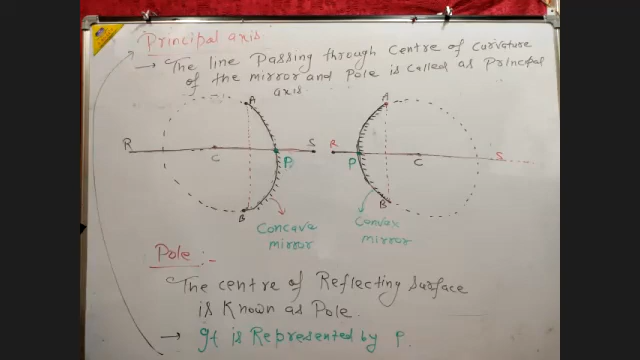 Principal axis
→ The line Passing through Centre of Curvature
of the mirror and Pole is called as Principal
axis
A
A
R
C
P
S
R
P
C
S
B
B
Concave
mirror
Convax
mirror
Pole :-
The centre of Reflecting Surface
is Known as Pole.
→ It is Represented by P.